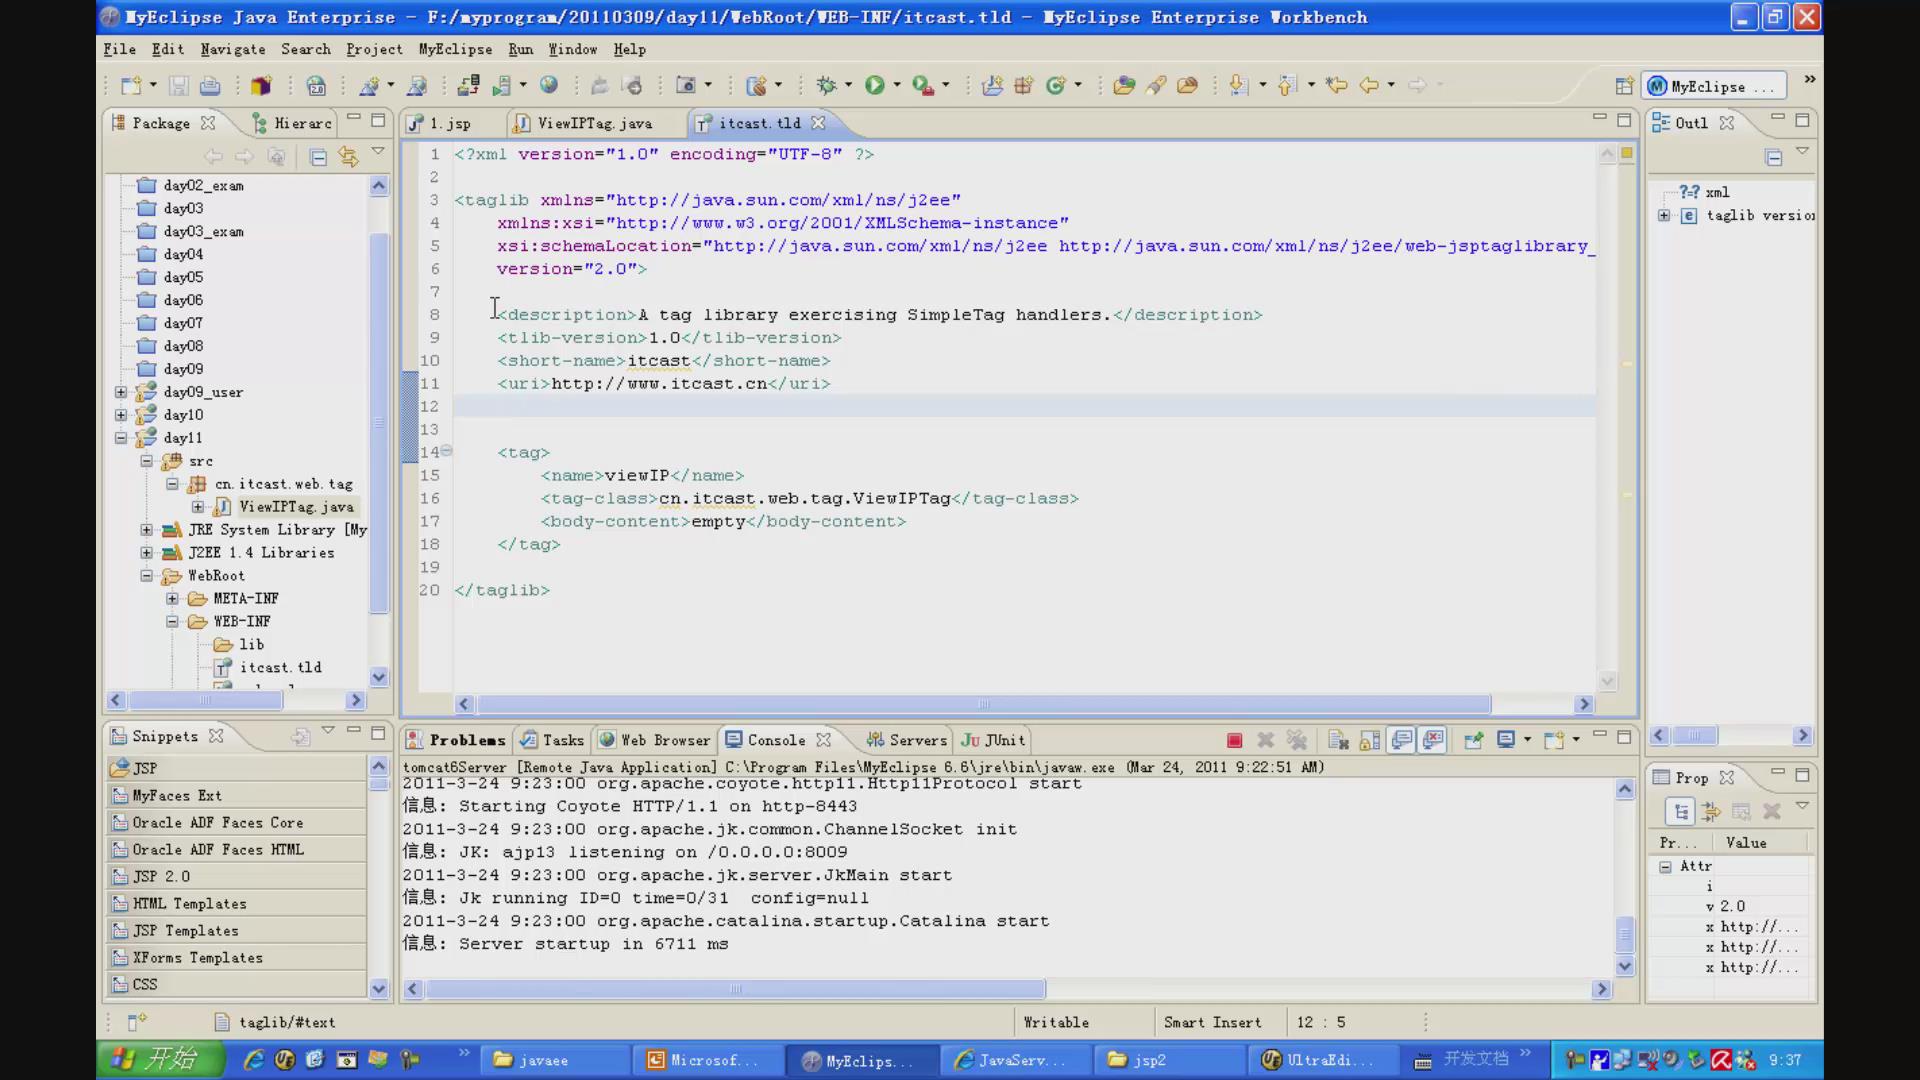 MyEclipse Java Enterprise - F:/myprogram/20110309/day11/WebRoot/WEB-INF/itcast.tld - MyEclipse Enterprise Workbench
File Edit Navigate Search Project MyEclipse Run Window Help
MyEclipse ...
Package
Hierarc
day02_exam
day03
day03_exam
day04
day05
day06
day07
day08
day09
day09_user
day10
day11
src
cn.itcast.web.tag
ViewIPTag.java
JRE System Library [My
J2EE 1.4 Libraries
WebRoot
META-INF
WEB-INF
lib
itcast.tld
1.jsp
ViewIPTag.java
itcast.tld
1 <?xml version="1.0" encoding="UTF-8" ?>
2
3 <taglib xmlns="http://java.sun.com/xml/ns/j2ee"
4 xmlns:xsi="http://www.w3.org/2001/XMLSchema-instance"
5 xsi:schemaLocation="http://java.sun.com/xml/ns/j2ee http://java.sun.com/xml/ns/j2ee/web-jsptaglibrary_
6 version="2.0">
7
8 <description>A tag library exercising SimpleTag handlers.</description>
9 <tlib-version>1.0</tlib-version>
10 <short-name>itcast</short-name>
11 <uri>http://www.itcast.cn</uri>
12
13
14 <tag>
15 <name>viewIP</name>
16 <tag-class>cn.itcast.web.tag.ViewIPTag</tag-class>
17 <body-content>empty</body-content>
18 </tag>
19
20 </taglib>
Outl
?=? xml
taglib versio
Snippets
JSP
MyFaces Ext
Oracle ADF Faces Core
Oracle ADF Faces HTML
JSP 2.0
HTML Templates
JSP Templates
XForms Templates
CSS
Problems
Tasks
Web Browser
Console
Servers
JUnit
tomcat6Server [Remote Java Application] C:\Program Files\MyEclipse 6.6\jre\bin\javaw.exe (Mar 24, 2011 9:22:51 AM)
2011-3-24 9:23:00 org.apache.coyote.http11.Http11Protocol start
信息: Starting Coyote HTTP/1.1 on http-8443
2011-3-24 9:23:00 org.apache.jk.common.ChannelSocket init
信息: JK: ajp13 listening on /0.0.0.0:8009
2011-3-24 9:23:00 org.apache.jk.server.JkMain start
信息: Jk running ID=0 time=0/31 config=null
2011-3-24 9:23:00 org.apache.catalina.startup.Catalina start
信息: Server startup in 6711 ms
Prop
Pr... Value
Attr
i
v 2.0
x http://...
x http://...
x http://...
taglib/#text
Writable
Smart Insert
12 : 5
开始
javaee
Microsof...
MyEclips...
JavaServ...
jsp2
UltraEdi...
开发文档
9:37